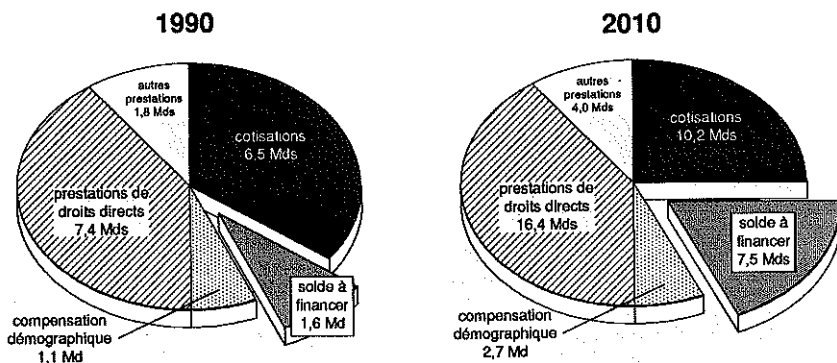 1990
autres
prestations
1,8 Mds
cotisations
6,5 Mds
prestations de
droits directs
7,4 Mds
solde à
financer
1,6 Md
compensation
démographique
1,1 Md
2010
autres
prestations
4,0 Mds
cotisations
10,2 Mds
prestations de
droits directs
16,4 Mds
solde à
financer
7,5 Mds
compensation
démographique
2,7 Md